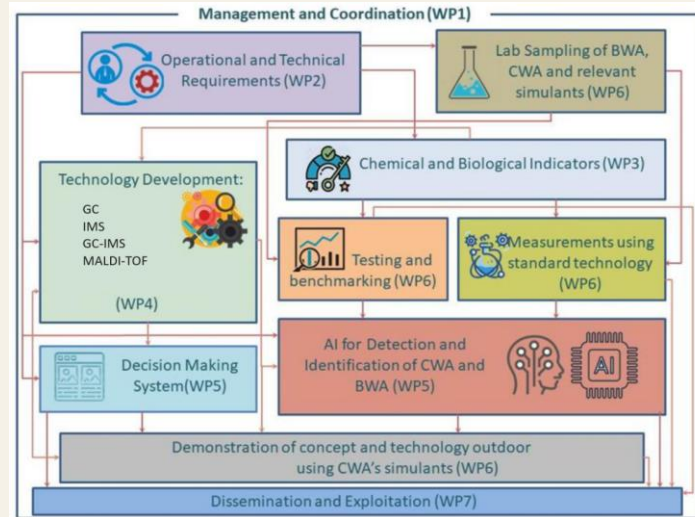 Management and Coordination (WP1)
Operational and Technical
Requirements (WP2)
Lab Sampling of BWA,
CWA and relevant
simulants (WP6)
Chemical and Biological Indicators (WP3)
Technology Development:
GC
IMS
GC-IMS
MALDI-TOF
(WP4)
Testing and
benchmarking (WP6)
Measurements using
standard technology
(WP6)
Decision Making
System(WP5)
AI for Detection and
Identification of CWA and
BWA (WP5)
AI
Demonstration of concept and technology outdoor
using CWA's simulants (WP6)
Dissemination and Exploitation (WP7)